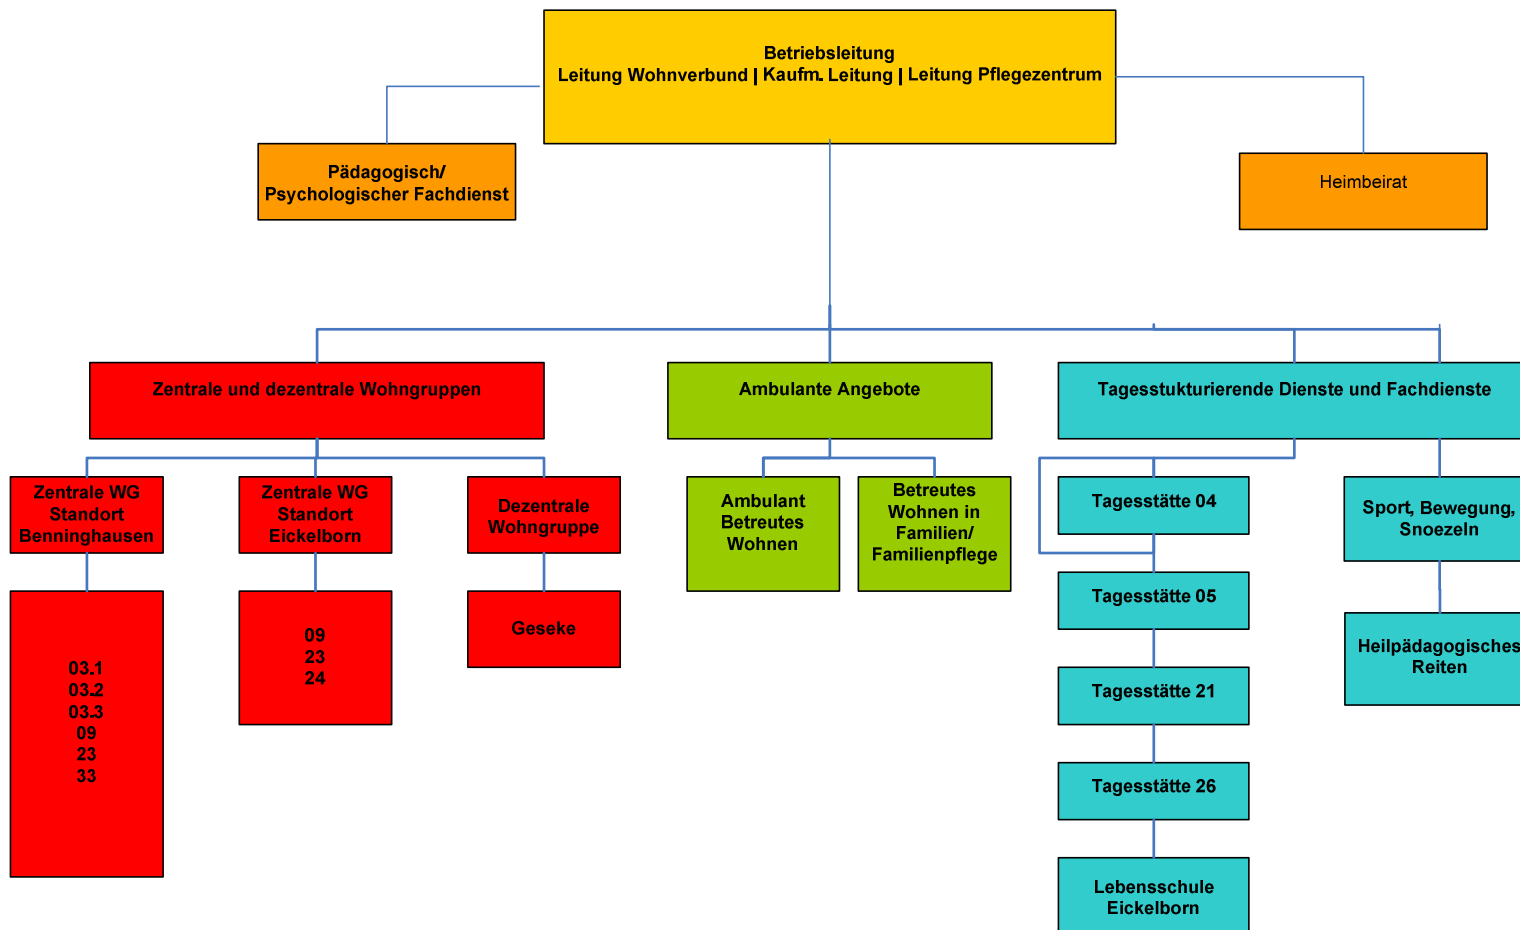 Betriebsleitung
Leitung Wohnverbund | Kaufm. Leitung | Leitung Pflegezentrum
Pädagogisch/
Psychologischer Fachdienst
Heimbeirat
Zentrale und dezentrale Wohngruppen
Ambulante Angebote
Tagesstukturierende Dienste und Fachdienste
Zentrale WG
Standort
Benninghausen
Zentrale WG
Standort
Eickelborn
Dezentrale
Wohngruppe
Ambulant
Betreutes
Wohnen
Betreutes
Wohnen in
Familien/
Familienpflege
Tagesstätte 04
Sport, Bewegung,
Snoezeln
03.1
03.2
03.3
09
23
33
09
23
24
Geseke
Tagesstätte 05
Heilpädagogisches
Reiten
Tagesstätte 21
Tagesstätte 26
Lebensschule
Eickelborn